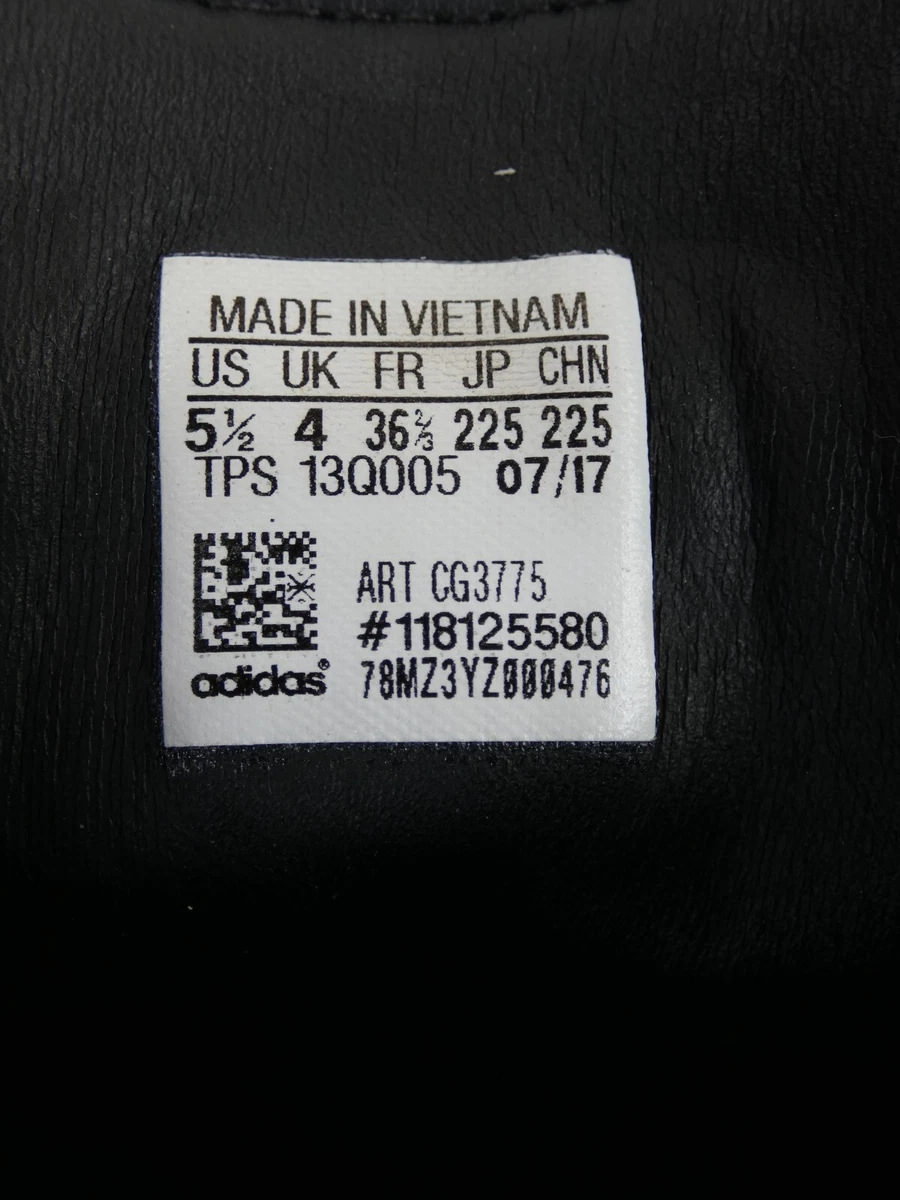 MADE IN VIETNAM
US UK FR JP CHN
5½ 4 36⅔ 225 225
TPS 13Q005 07/17
ART CG3775
#118125580
adidas® 78MZ3YZ000476